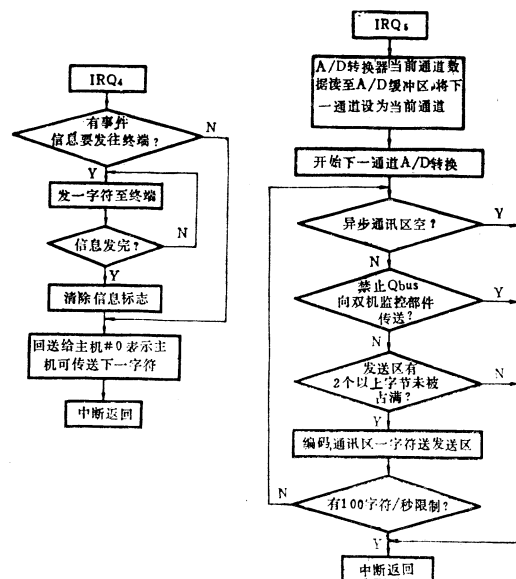 IRQ₄
有事件
信息要发往终端？
N
Y
发一字符至终端
信息发完？
N
Y
清除信息标志
回送给主机#0表示主
机可传送下一字符
中断返回
IRQ₅
A/D转换器当前通道数
据读至A/D缓冲区，将下
一通道设为当前通道
开始下一通道A/D转换
异步通讯区空？
Y
N
禁止Qbus
向双机监控部件
传送？
Y
N
发送区有
2个以上字节未被
占满？
N
Y
编码，通讯区一字符送发送区
有100字符/秒限制？
N
Y
中断返回